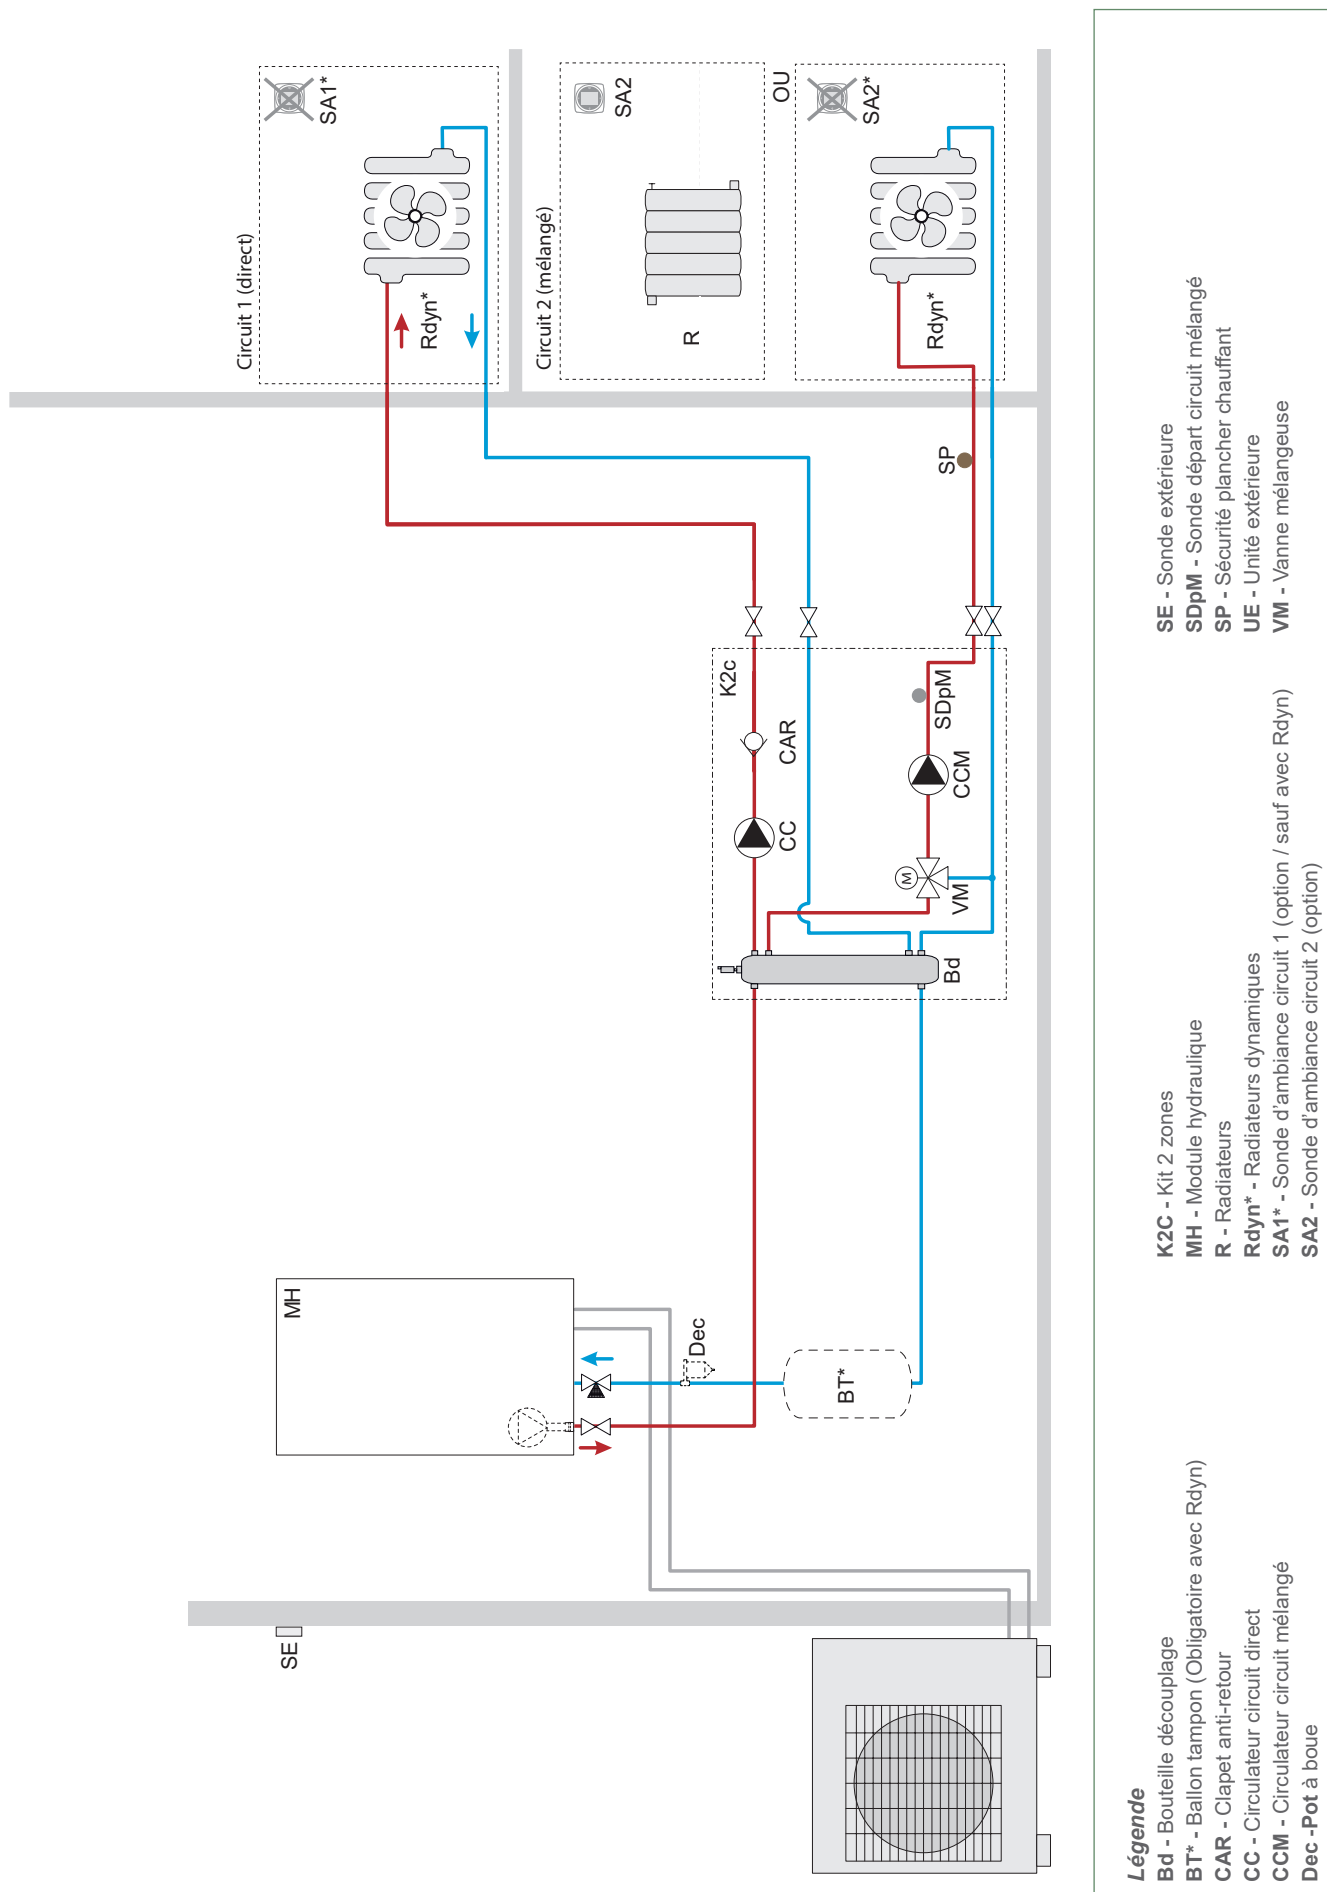 SE
MH
Dec
BT*
Bd
K2c
CC
CAR
VM
M
CCM
SDpM
SP
Circuit 1 (direct)
SA1*
Rdyn*
Circuit 2 (mélangé)
SA2
R
OU
SA2*
Rdyn*
Légende
Bd - Bouteille découplage
BT* - Ballon tampon (Obligatoire avec Rdyn)
CAR - Clapet anti-retour
CC - Circulateur circuit direct
CCM - Circulateur circuit mélangé
Dec -Pot à boue
K2C - Kit 2 zones
MH - Module hydraulique
R - Radiateurs
Rdyn* - Radiateurs dynamiques
SA1* - Sonde d'ambiance circuit 1 (option / sauf avec Rdyn)
SA2 - Sonde d'ambiance circuit 2 (option)
SE - Sonde extérieure
SDpM - Sonde départ circuit mélangé
SP - Sécurité plancher chauffant
UE - Unité extérieure
VM - Vanne mélangeuse